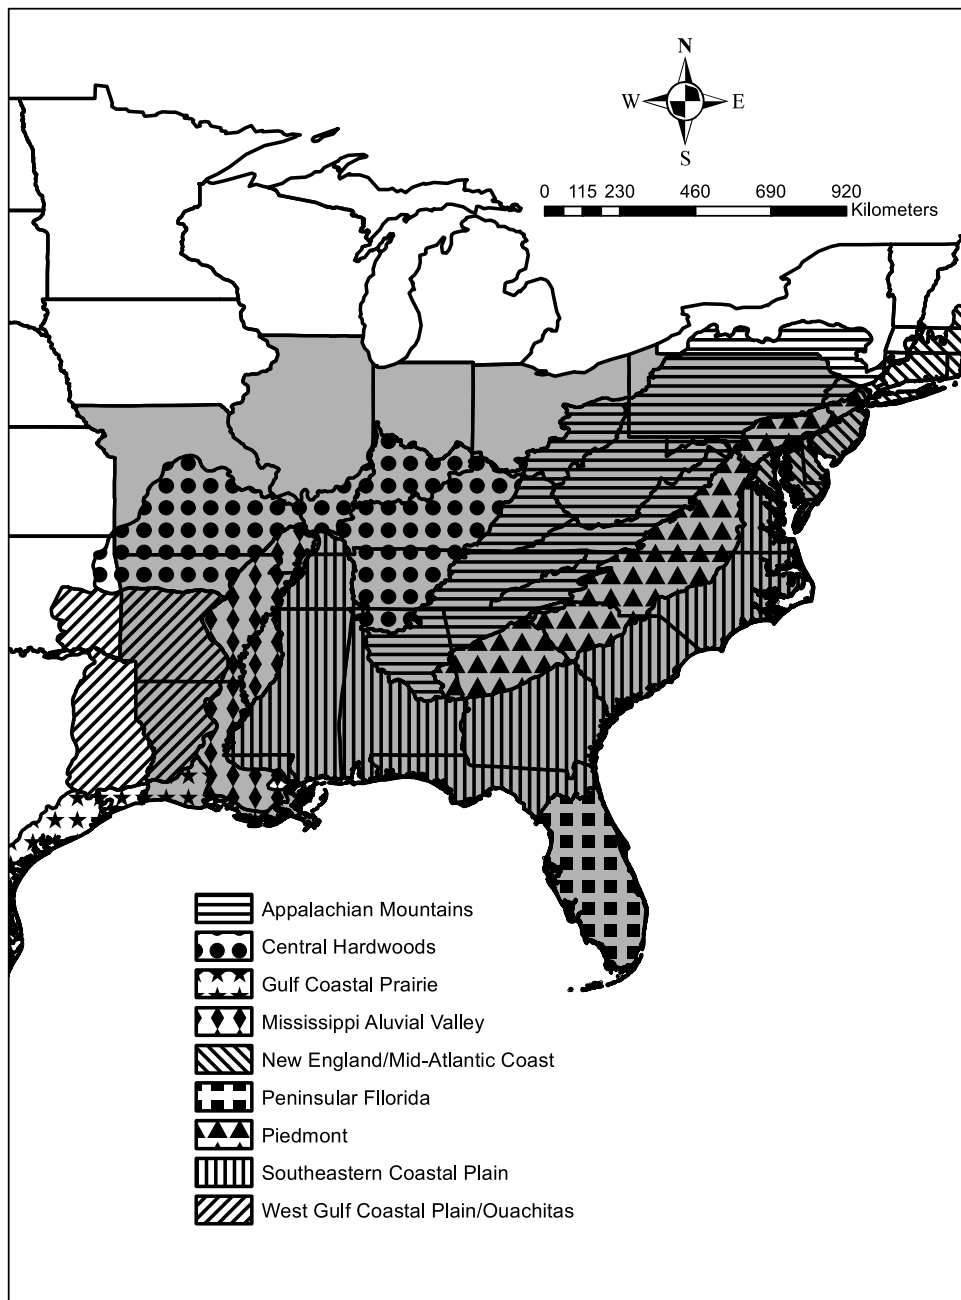 N
W E
S
0 115 230 460 690 920
Kilometers
Appalachian Mountains
Central Hardwoods
Gulf Coastal Prairie
Mississippi Aluvial Valley
New England/Mid-Atlantic Coast
Peninsular Fllorida
Piedmont
Southeastern Coastal Plain
West Gulf Coastal Plain/Ouachitas